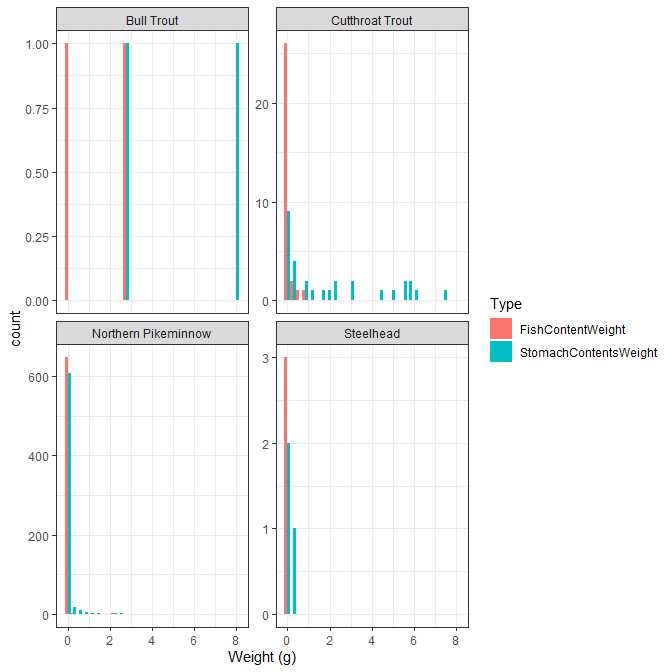 Bull Trout
Cutthroat Trout
1.00
0.75
0.50
0.25
0.00
20
10
0
count
Northern Pikeminnow
Steelhead
600
400
200
0
3
2
1
0
0 2 4 6 8
0 2 4 6 8
Weight (g)
Type
FishContentWeight
StomachContentsWeight